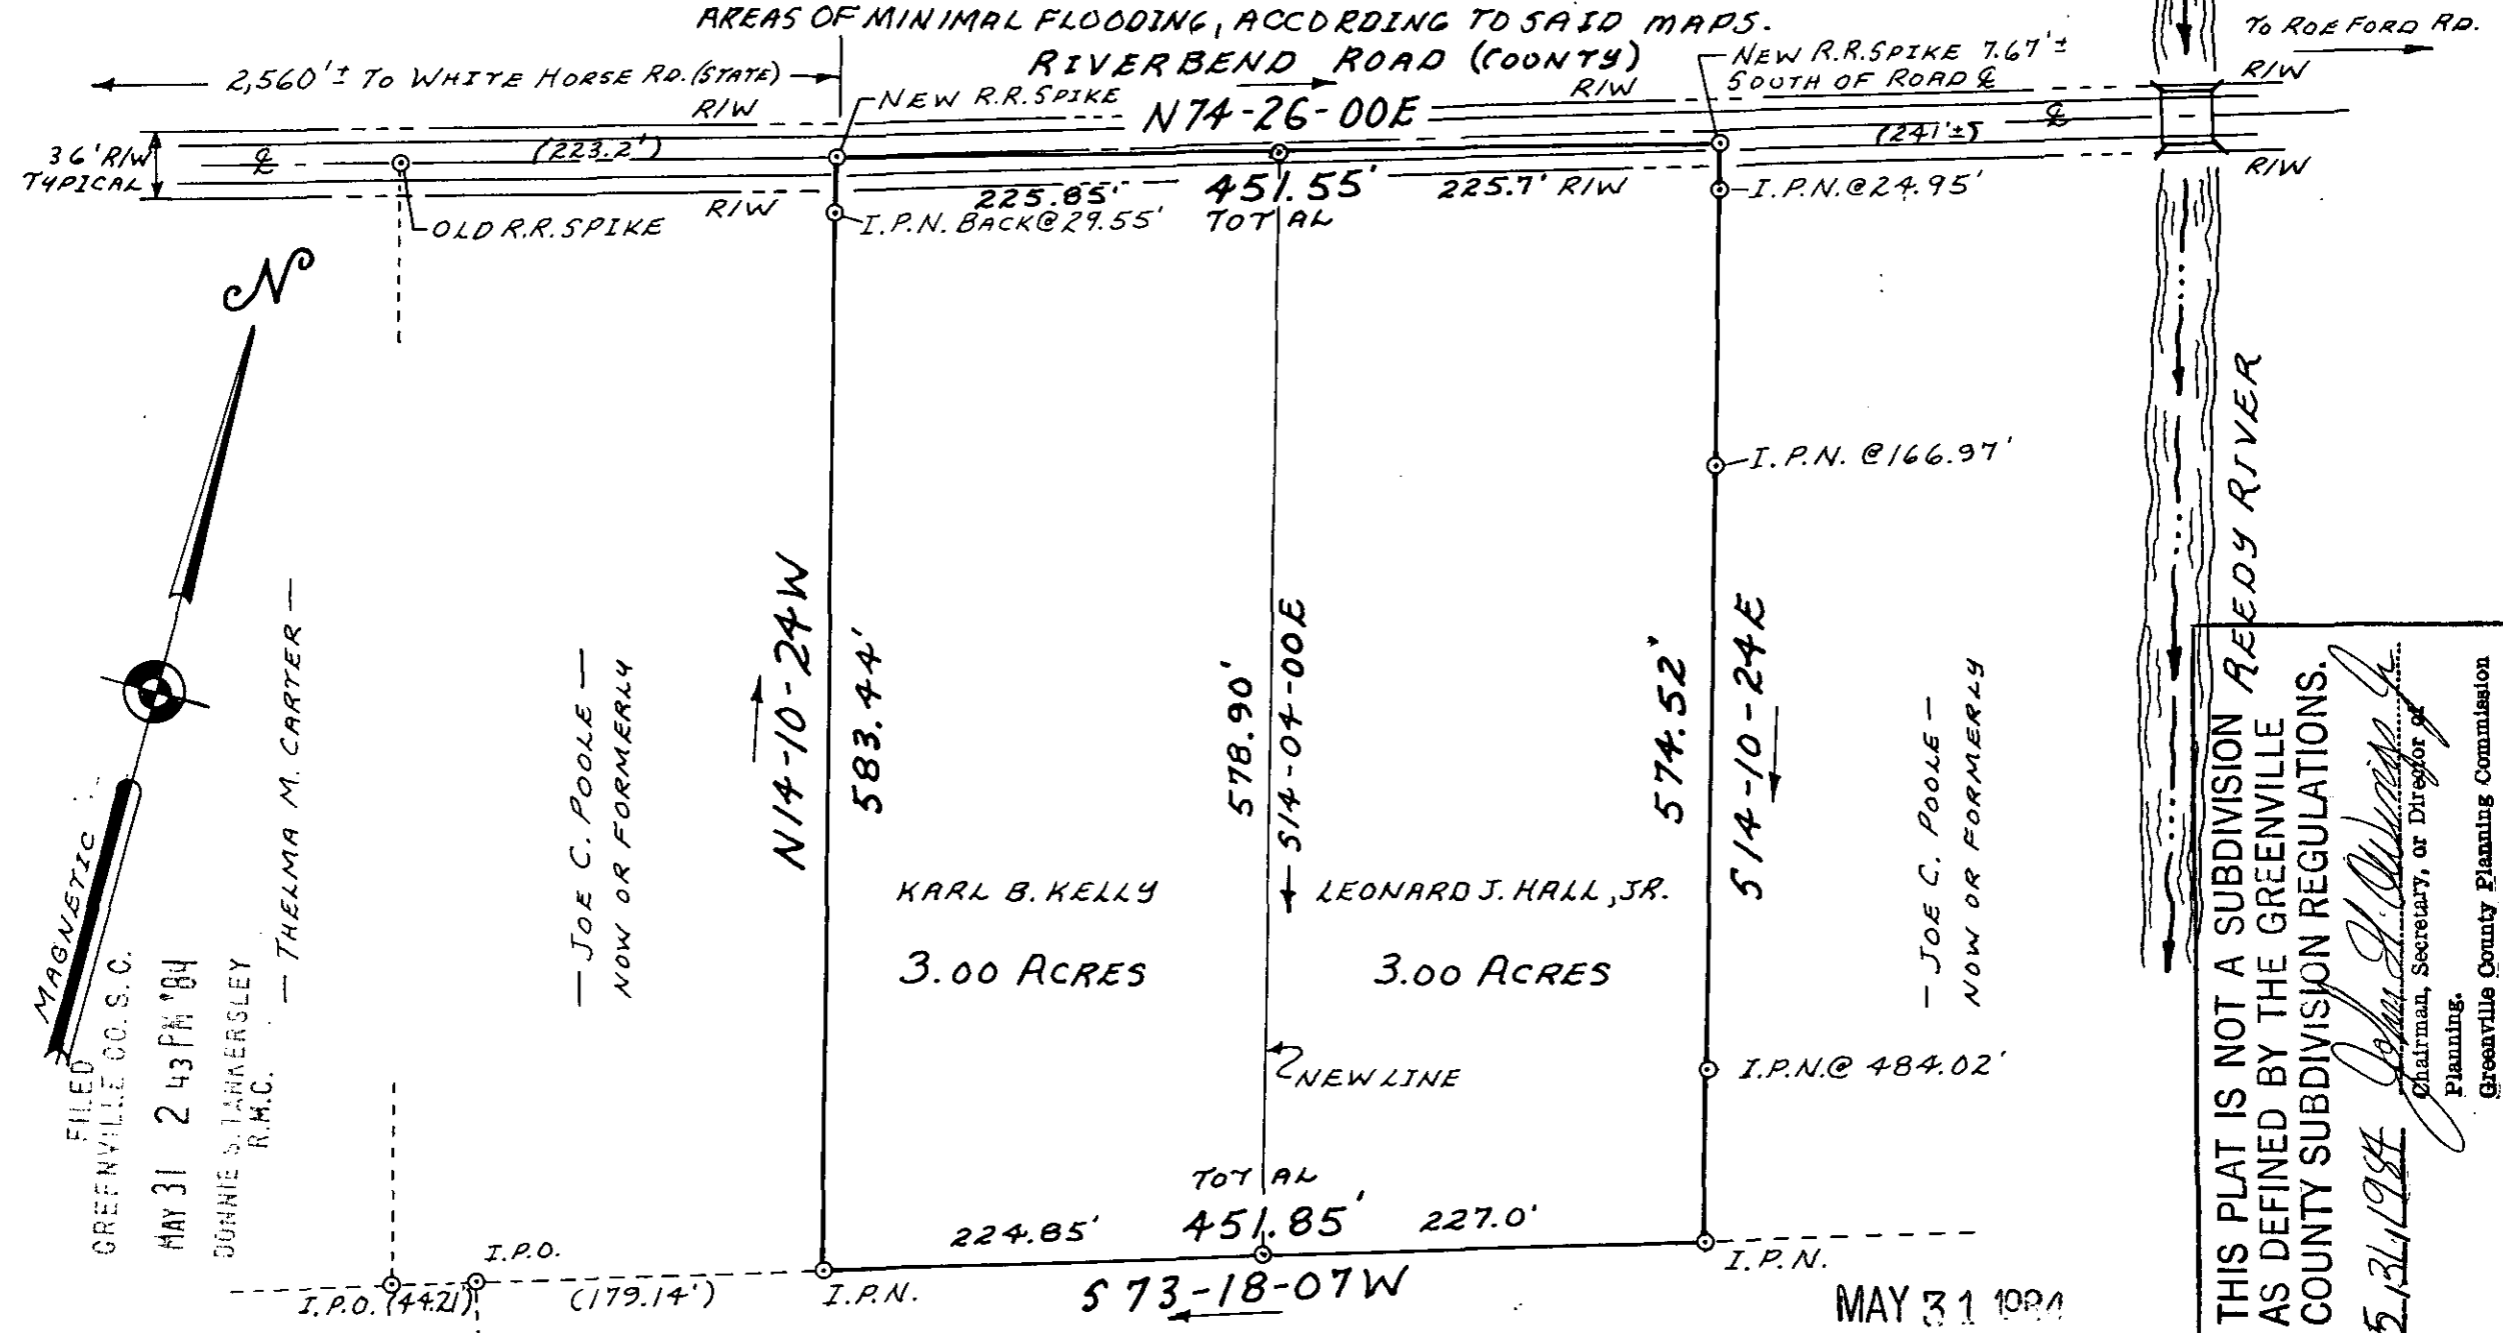 AREAS OF MINIMAL FLOODING, ACCORDING TO SAID MAPS.
TO ROE FORD RD.
2,560'± TO WHITE HORSE RD. (STATE)
RIVERBEND ROAD (COUNTY)
NEW R.R. SPIKE 7.67'±
SOUTH OF ROAD ℄
R/W
NEW R.R. SPIKE
R/W
R/W
N74-26-00E
36' R/W
TYPICAL
℄
(223.2')
(241'±)
℄
R/W
OLD R.R. SPIKE
R/W
225.85'
451.55'
TOTAL
225.7' R/W
I.P.N. BACK @ 29.55'
I.P.N. @ 24.95'
N
I.P.N. @ 166.97'
REEDY RIVER
MAGNETIC
— THELMA M. CARTER —
— JOE C. POOLE —
NOW OR FORMERLY
N14-10-24W
583.44'
578.90'
S14-04-00E
574.52'
S14-10-24E
— JOE C. POOLE —
NOW OR FORMERLY
KARL B. KELLY
3.00 ACRES
LEONARD J. HALL, JR.
3.00 ACRES
NEW LINE
I.P.N. @ 484.02'
FILED
GREENVILLE CO. S. C.
MAY 31 2 43 PM '84
DONNIE S. TANKERSLEY
R.M.C.
TOTAL
224.85'
451.85'
227.0'
I.P.O.
I.P.O. (44.21')
(179.14')
I.P.N.
S73-18-07W
I.P.N.
MAY 31 1984
THIS PLAT IS NOT A SUBDIVISION
AS DEFINED BY THE GREENVILLE
COUNTY SUBDIVISION REGULATIONS.
5/31/1984
Chairman, Secretary, or Director of
Planning.
Greenville County Planning Commission